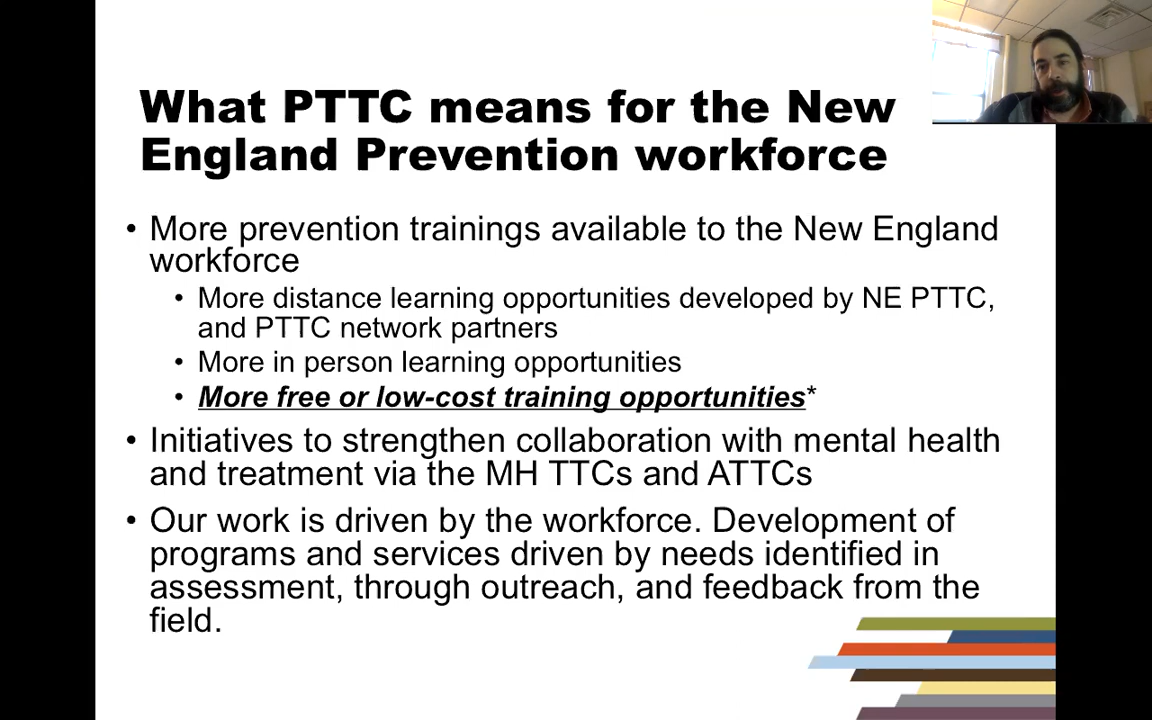 What PTTC means for the New
England Prevention workforce
• More prevention trainings available to the New England
workforce
• More distance learning opportunities developed by NE PTTC,
and PTTC network partners
• More in person learning opportunities
• More free or low-cost training opportunities*
• Initiatives to strengthen collaboration with mental health
and treatment via the MH TTCs and ATTCs
• Our work is driven by the workforce. Development of
programs and services driven by needs identified in
assessment, through outreach, and feedback from the
field.